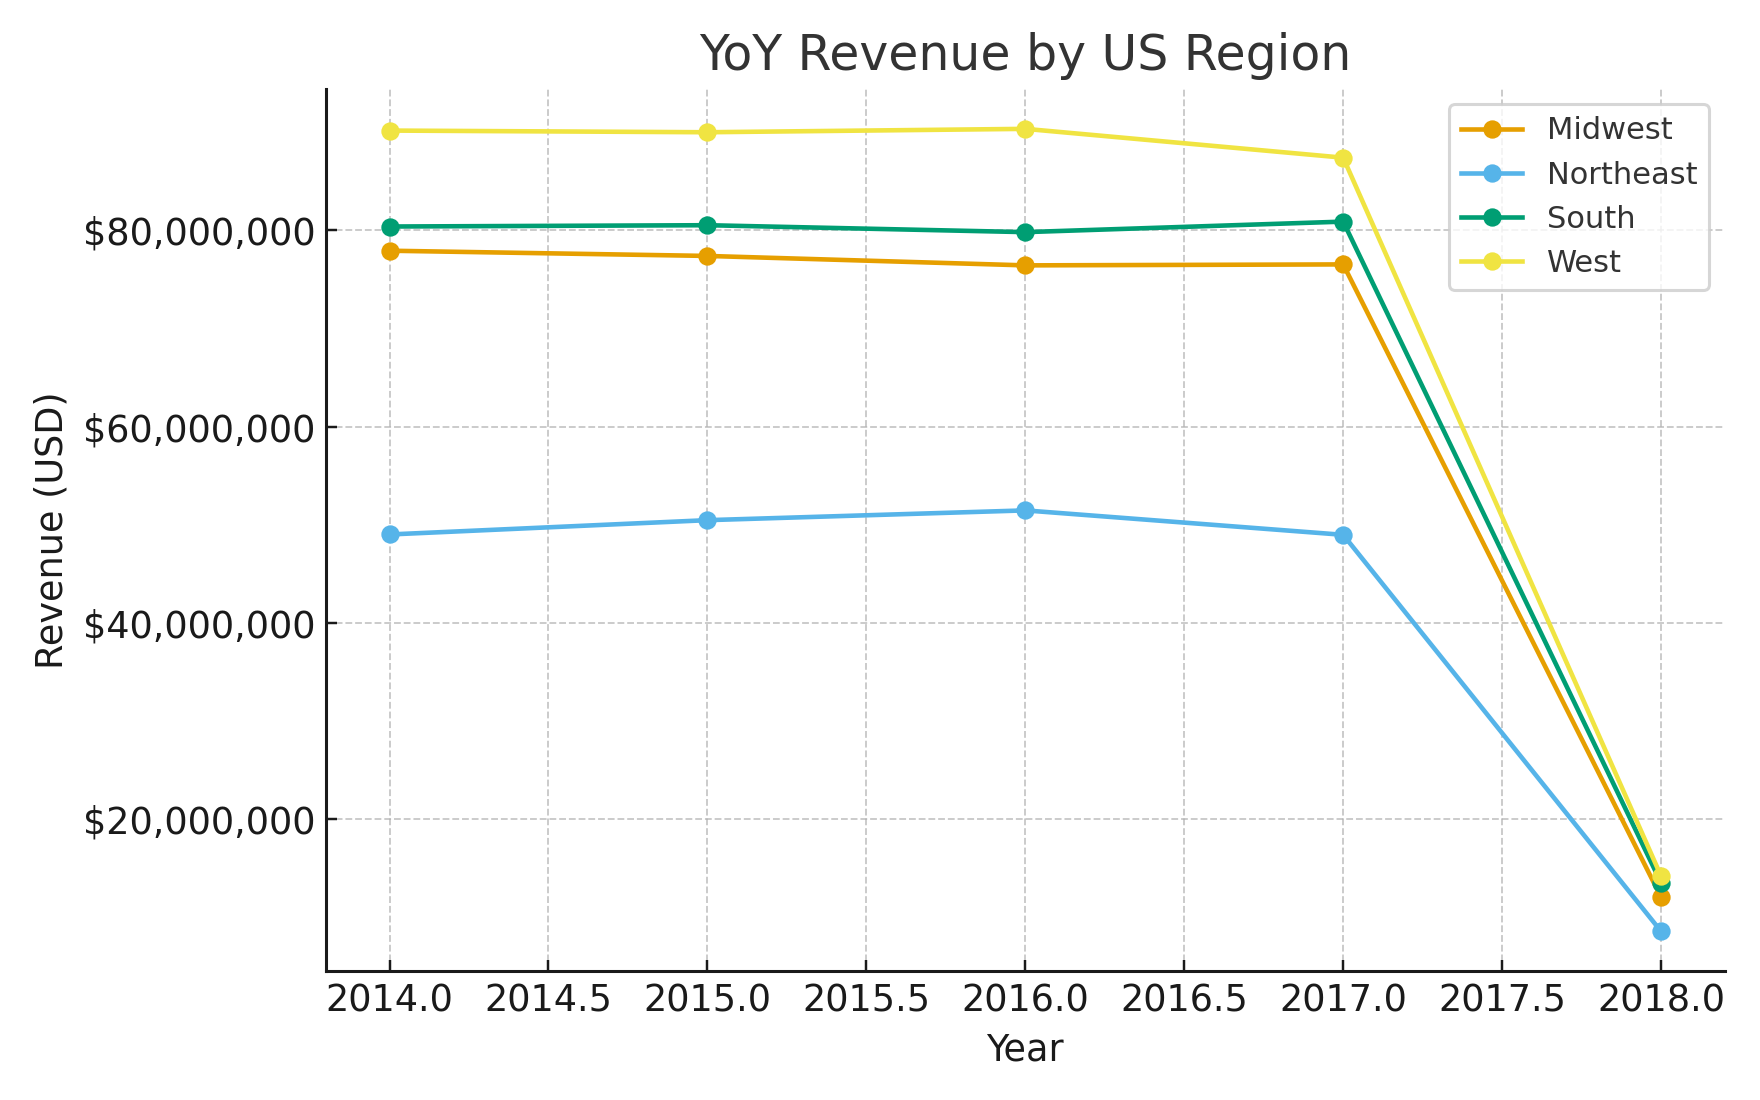 YoY Revenue by US Region
Midwest
Northeast
South
West
$80,000,000
$60,000,000
$40,000,000
$20,000,000
Revenue (USD)
2014.0 2014.5 2015.0 2015.5 2016.0 2016.5 2017.0 2017.5 2018.0
Year